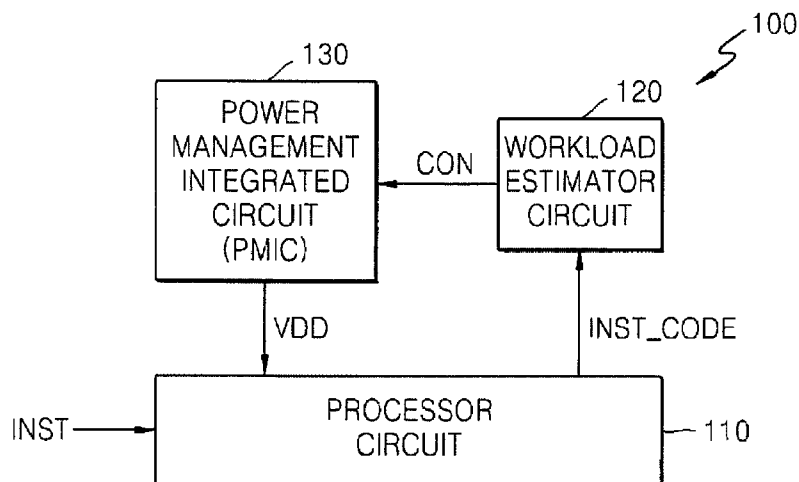 100
130
POWER
MANAGEMENT
INTEGRATED
CIRCUIT
(PMIC)
CON
120
WORKLOAD
ESTIMATOR
CIRCUIT
VDD
INST_CODE
INST
PROCESSOR
CIRCUIT
110